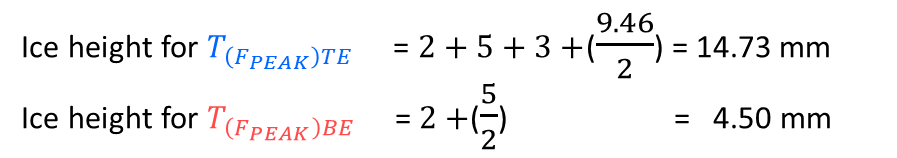 Ice height for T(FPEAK)TE = 2 + 5 + 3 +(9.46/2) = 14.73 mm
Ice height for T(FPEAK)BE = 2 +(5/2) = 4.50 mm